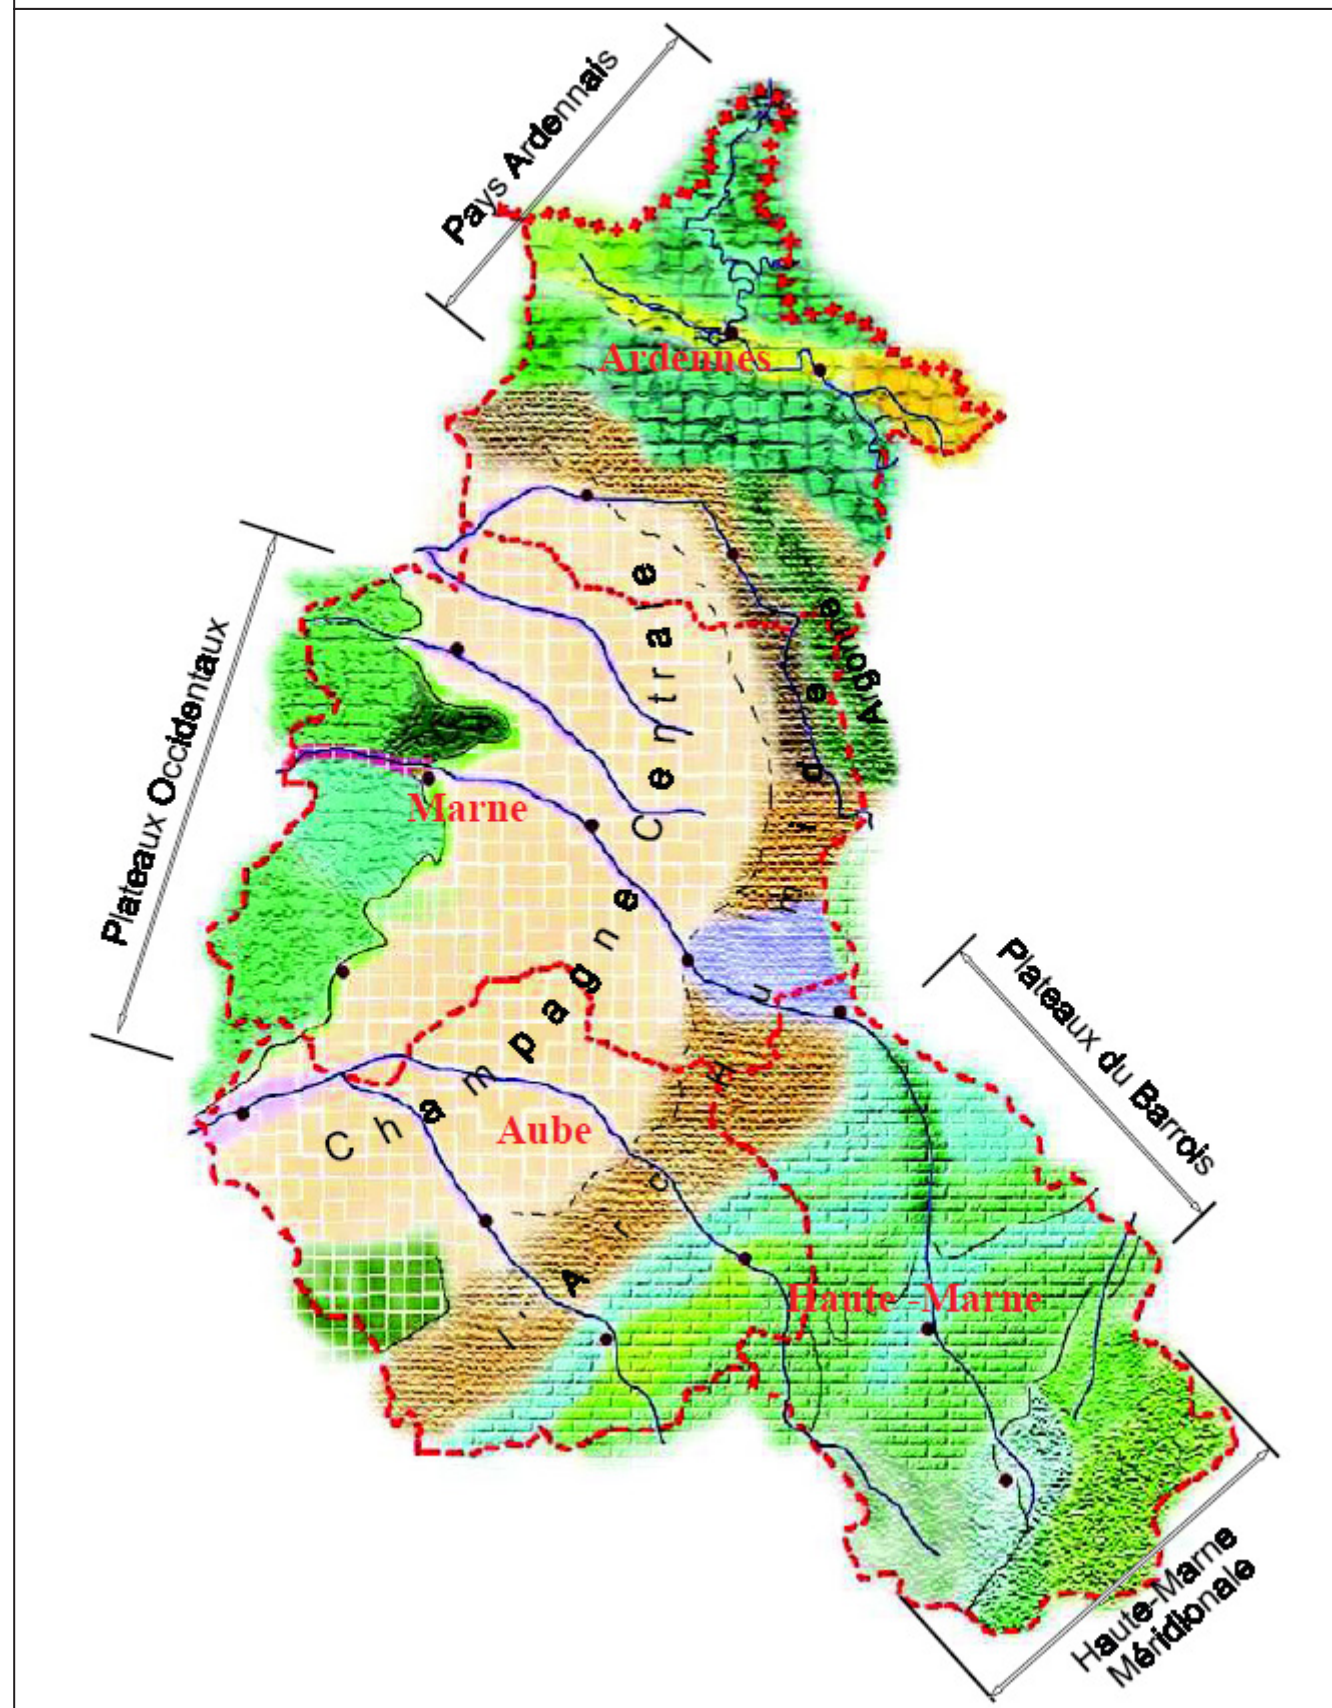 Pays Ardennais
Ardennes
Plateaux Occidentaux
Argonne
Marne
Champagne Centrale
l'Arc Humide
Plateaux du Barrois
Aube
Haute-Marne
Haute-Marne
Méridionale